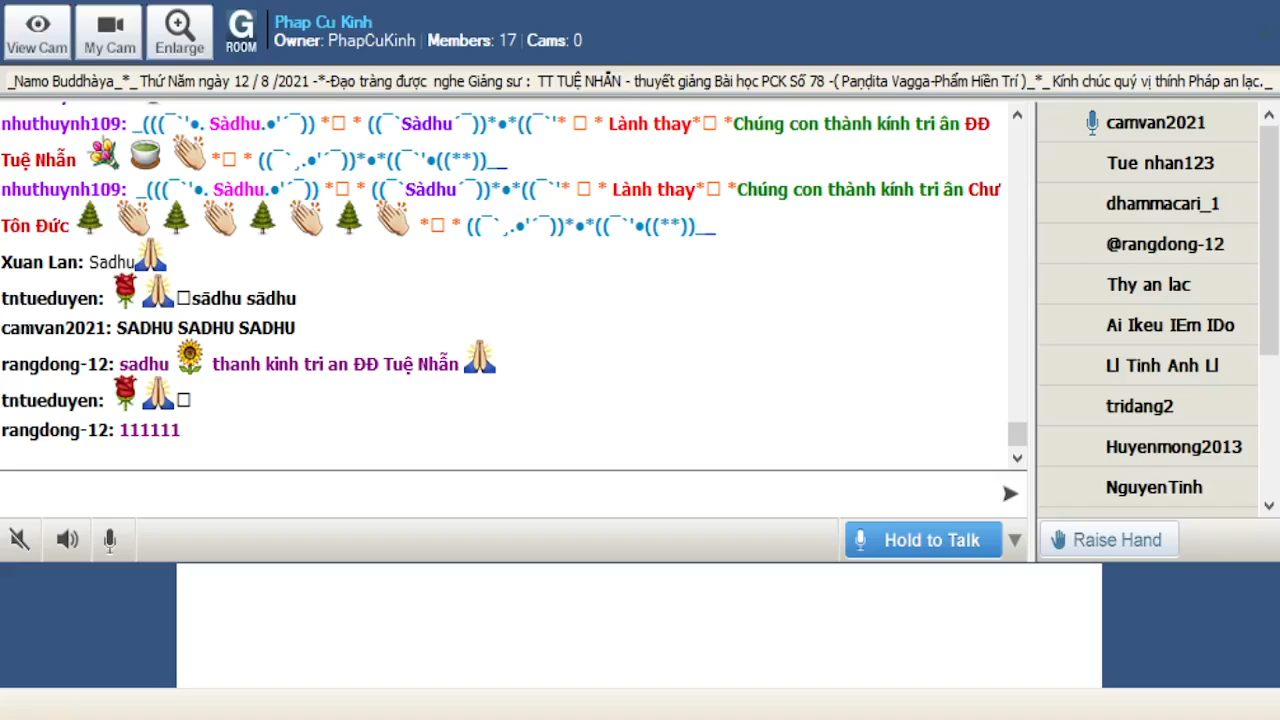 View Cam
My Cam
Enlarge
G
ROOM
Phap Cu Kinh
Owner: PhapCuKinh | Members: 17 | Cams: 0
_Namo Buddhàya_*_ Thứ Năm ngày 12 / 8 /2021 -*-Đạo tràng được nghe Giảng sư : TT TUỆ NHẪN - thuyết giảng Bài học PCK Số 78 -( Paṇḍita Vagga-Phẩm Hiền Trí )_*_ Kính chúc quý vị thính Pháp an lạc._
nhuthuynh109: _(((¯`'•. Sàdhu.•'´¯)) *□ * ((¯`Sàdhu´¯))*•*((¯`'* □ * Lành thay*□ *Chúng con thành kính tri ân ĐĐ
Tuệ Nhẫn 💐 🍵 👏 *□ * ((¯`¸.•'´¯))*•*((¯`'•((**))__
nhuthuynh109: _(((¯`'•. Sàdhu.•'´¯)) *□ * ((¯`Sàdhu´¯))*•*((¯`'* □ * Lành thay*□ *Chúng con thành kính tri ân Chư
Tôn Đức 🌲 👏 🌲 👏 🌲 👏 🌲 👏 *□ * ((¯`¸.•'´¯))*•*((¯`'•((**))__
Xuan Lan: Sadhu🙏
tntueduyen: 🌹🙏□sādhu sādhu
camvan2021: SADHU SADHU SADHU
rangdong-12: sadhu 🌻 thanh kinh tri an ĐĐ Tuệ Nhẫn 🙏
tntueduyen: 🌹🙏□
rangdong-12: 111111
Hold to Talk
camvan2021
Tue nhan123
dhammacari_1
@rangdong-12
Thy an lac
Ai Ikeu IEm IDo
Ll Tinh Anh Ll
tridang2
Huyenmong2013
NguyenTinh
Raise Hand